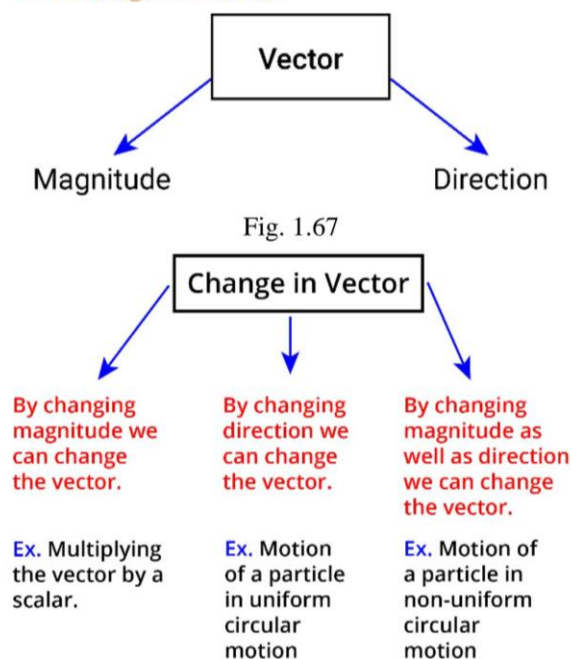 Vector
Magnitude
Direction
Fig. 1.67
Change in Vector
By changing
magnitude we
can change
the vector.
Ex. Multiplying
the vector by a
scalar.
By changing
direction we
can change
the vector.
Ex. Motion
of a particle
in uniform
circular
motion
By changing
magnitude as
well as direction
we can change
the vector.
Ex. Motion of
a particle in
non-uniform
circular
motion